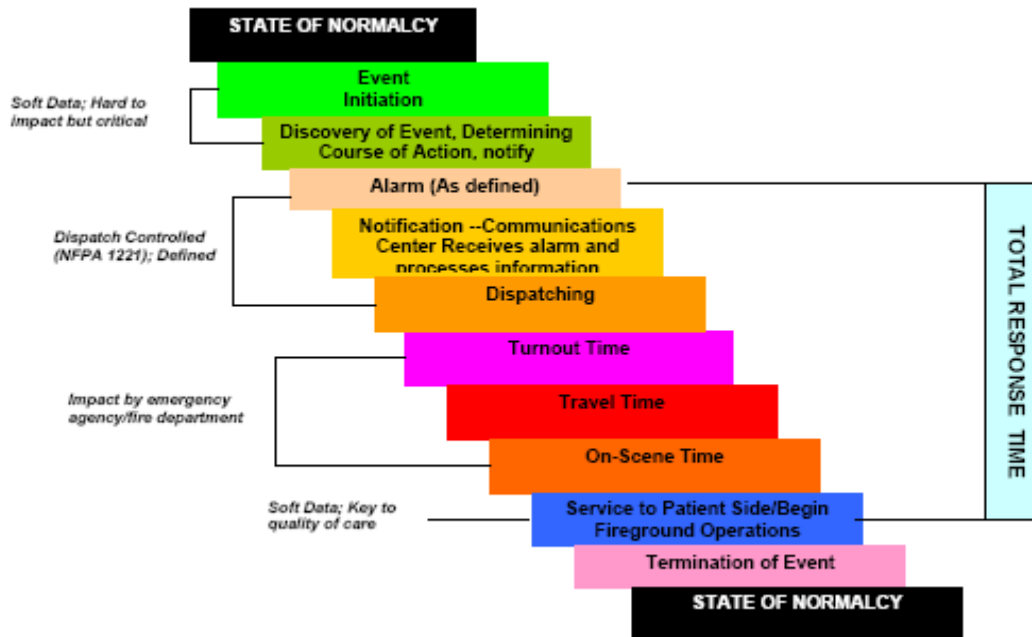 STATE OF NORMALCY
Event
Initiation
Soft Data; Hard to
impact but critical
Discovery of Event, Determining
Course of Action, notify
Alarm (As defined)
Notification --Communications
Center Receives alarm and
processes information
Dispatch Controlled
(NFPA 1221); Defined
Dispatching
Turnout Time
Impact by emergency
agency/fire department
Travel Time
On-Scene Time
Soft Data; Key to
quality of care
Service to Patient Side/Begin
Fireground Operations
Termination of Event
STATE OF NORMALCY
TOTAL RESPONSE TIME